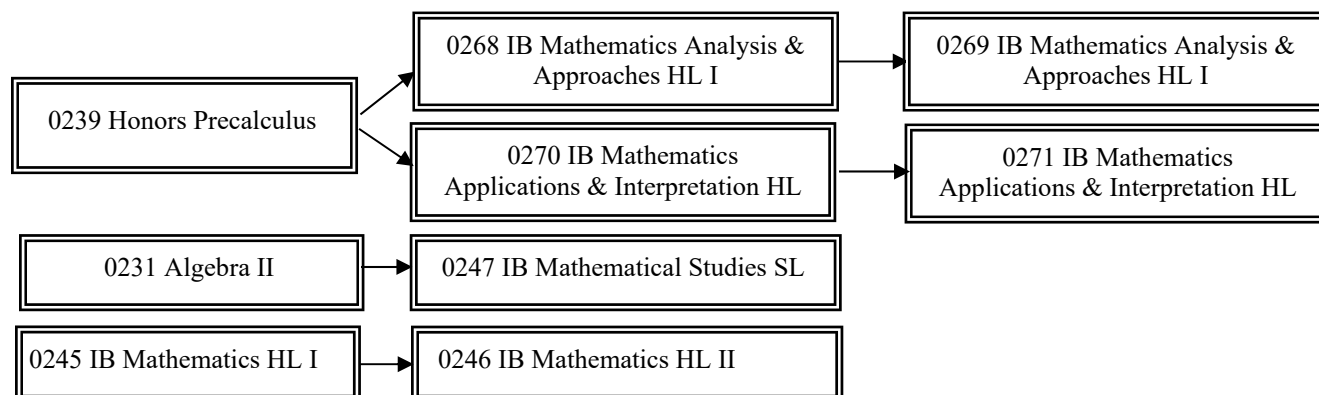 0268 IB Mathematics Analysis &
Approaches HL I
0269 IB Mathematics Analysis &
Approaches HL I
0239 Honors Precalculus
0270 IB Mathematics
Applications & Interpretation HL
0271 IB Mathematics
Applications & Interpretation HL
0231 Algebra II
0247 IB Mathematical Studies SL
0245 IB Mathematics HL I
0246 IB Mathematics HL II